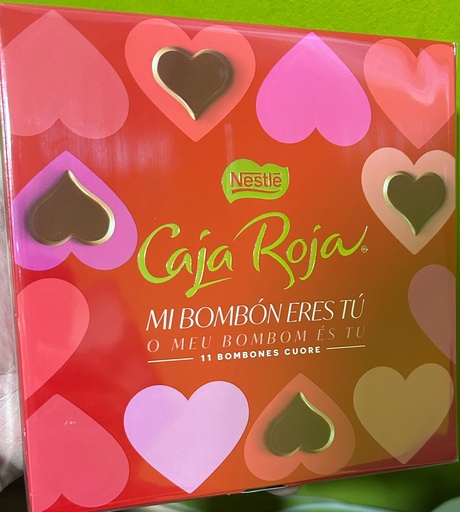 Nestlé
Caja Roja
MI BOMBÓN ERES TÚ
O MEU BOMBOM ÉS TU
11 BOMBONES CUORE